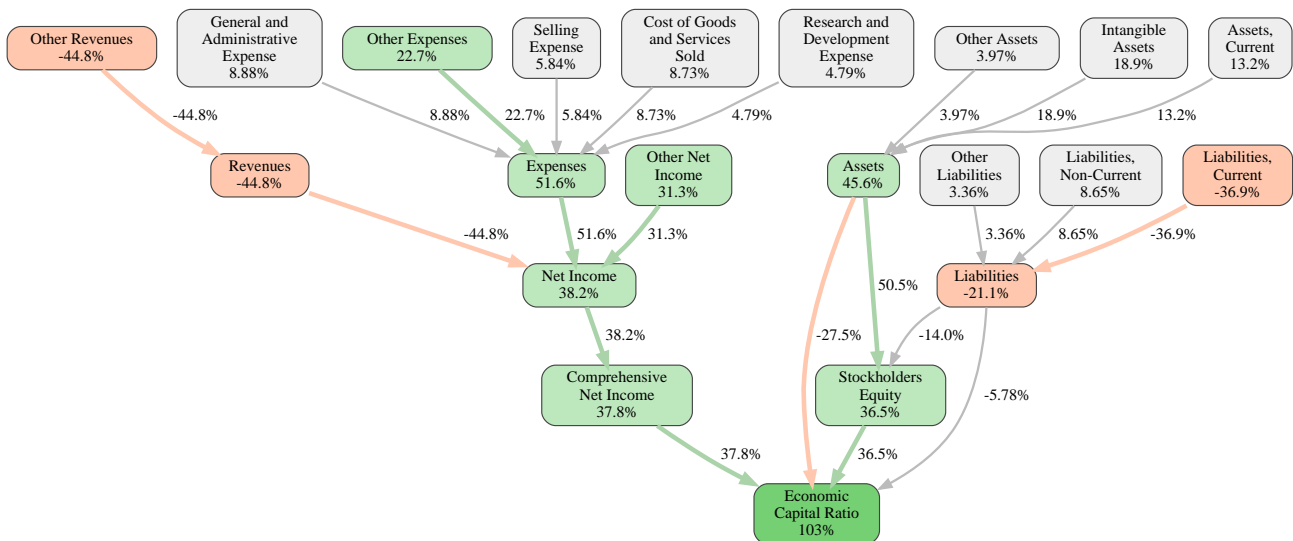 Other Revenues
-44.8%
General and
Administrative
Expense
8.88%
Other Expenses
22.7%
Selling
Expense
5.84%
Cost of Goods
and Services
Sold
8.73%
Research and
Development
Expense
4.79%
Other Assets
3.97%
Intangible
Assets
18.9%
Assets,
Current
13.2%
-44.8%
8.88%
22.7%
5.84%
8.73%
4.79%
3.97%
18.9%
13.2%
Revenues
-44.8%
Expenses
51.6%
Other Net
Income
31.3%
Assets
45.6%
Other
Liabilities
3.36%
Liabilities,
Non-Current
8.65%
Liabilities,
Current
-36.9%
-44.8%
51.6%
31.3%
3.36%
8.65%
-36.9%
Net Income
38.2%
50.5%
Liabilities
-21.1%
38.2%
-27.5%
-14.0%
Comprehensive
Net Income
37.8%
Stockholders
Equity
36.5%
-5.78%
37.8%
36.5%
Economic
Capital Ratio
103%